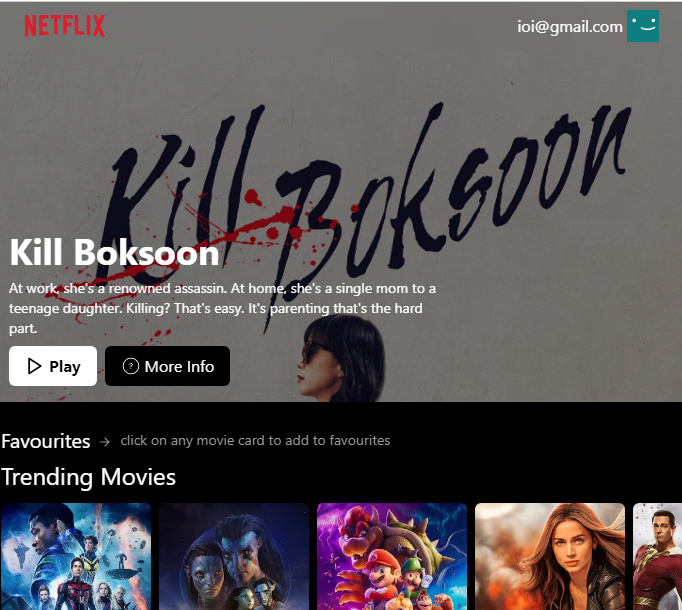 NETFLIX
ioi@gmail.com
Kill Boksoon
Kill Boksoon
At work, she's a renowned assassin. At home, she's a single mom to a
teenage daughter. Killing? That's easy. It's parenting that's the hard
part.
Play
? More Info
Favourites → click on any movie card to add to favourites
Trending Movies